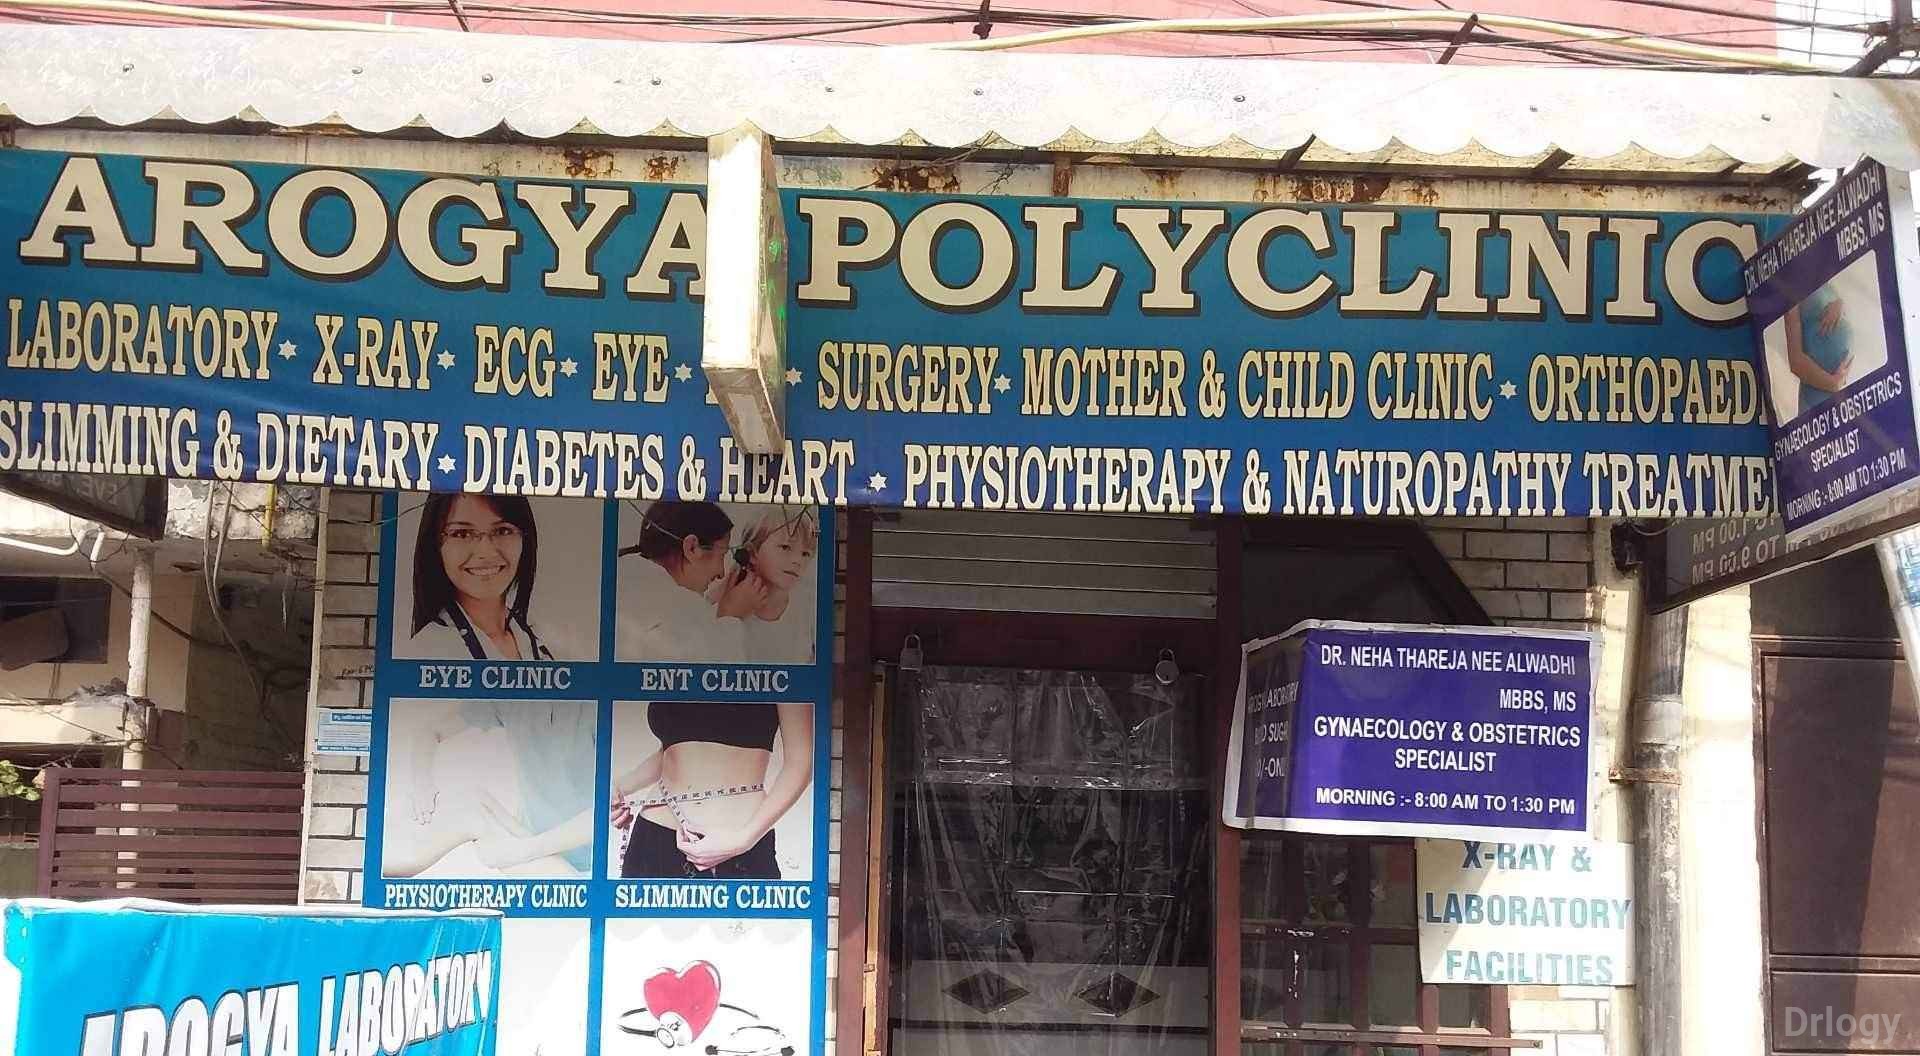 AROGYA POLYCLINIC
LABORATORY * X-RAY * ECG * EYE * * SURGERY * MOTHER & CHILD CLINIC * ORTHOPAEDI
SLIMMING & DIETARY * DIABETES & HEART * PHYSIOTHERAPY & NATUROPATHY TREATME
DR. NEHA THAREJA NEE ALWADHI
MBBS, MS
GYNAECOLOGY & OBSTETRICS
SPECIALIST
MORNING :- 8:00 AM TO 1:30 PM
EYE CLINIC
ENT CLINIC
PHYSIOTHERAPY CLINIC
SLIMMING CLINIC
DR. NEHA THAREJA NEE ALWADHI
MBBS, MS
GYNAECOLOGY & OBSTETRICS
SPECIALIST
MORNING :- 8:00 AM TO 1:30 PM
X-RAY &
LABORATORY
FACILITIES
AROGYA LABORATORY
Drlogy